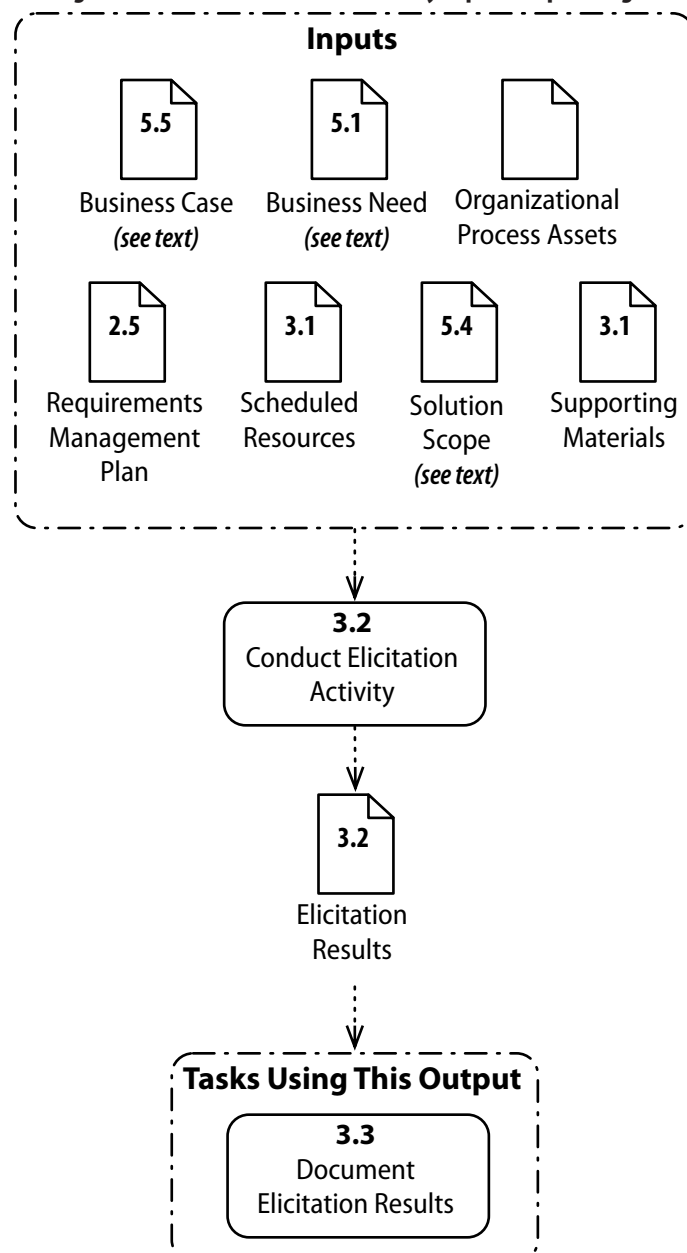 Inputs
5.5
5.1
Business Case
(see text)
Business Need
(see text)
Organizational
Process Assets
2.5
3.1
5.4
3.1
Requirements
Management
Plan
Scheduled
Resources
Solution
Scope
(see text)
Supporting
Materials
3.2
Conduct Elicitation
Activity
3.2
Elicitation
Results
Tasks Using This Output
3.3
Document
Elicitation Results